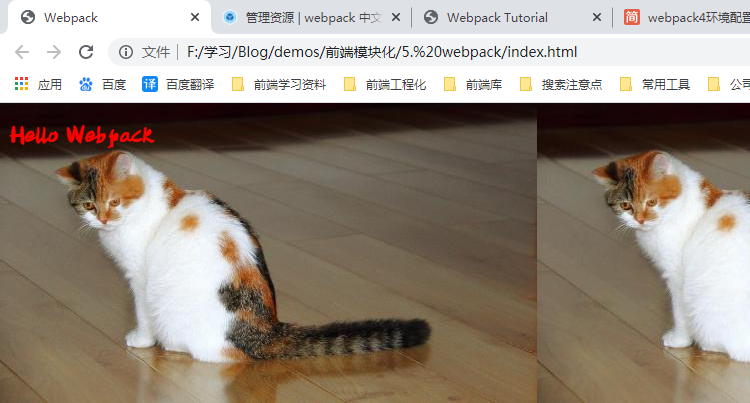 Webpack
管理资源 | webpack 中文
Webpack Tutorial
简
webpack4环境配置
文件
F:/学习/Blog/demos/前端模块化/5.%20webpack/index.html
应用
百度
译
百度翻译
前端学习资料
前端工程化
前端库
搜索注意点
常用工具
公司
Hello Webpack